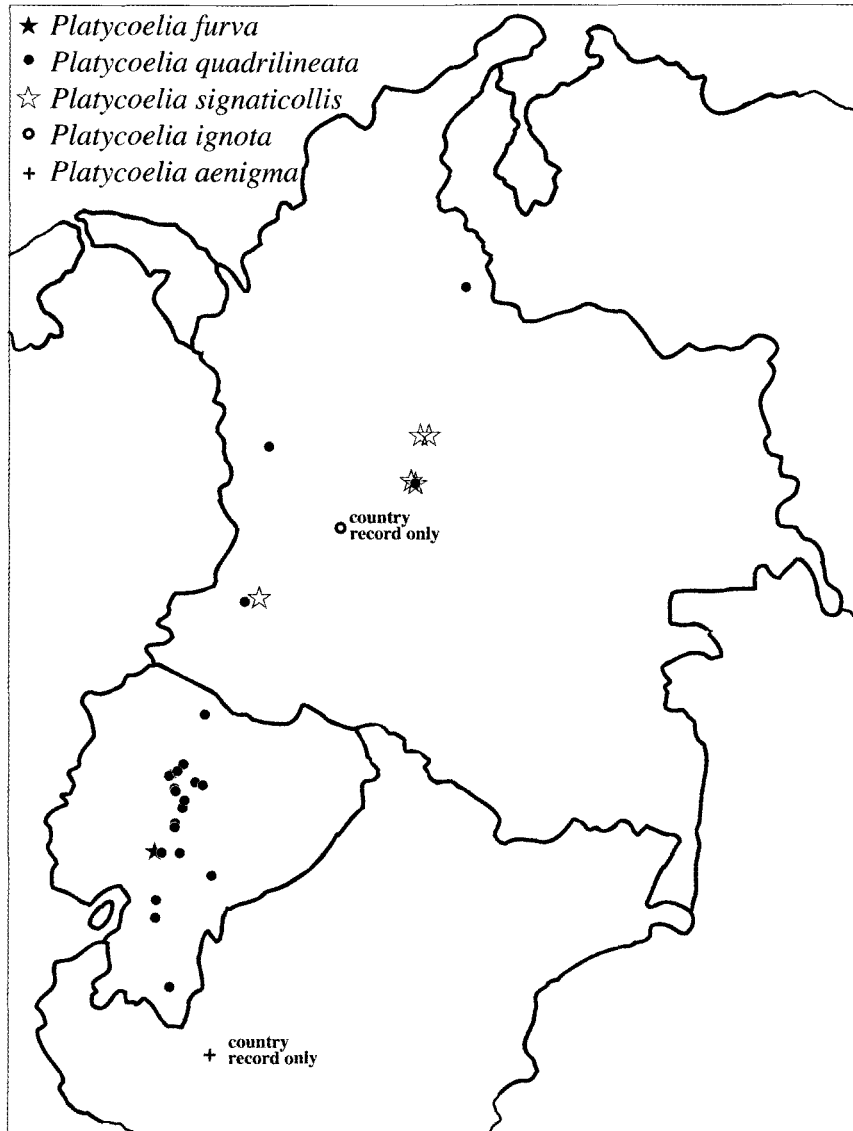 Platycoelia furva
Platycoelia quadrilineata
Platycoelia signaticollis
Platycoelia ignota
Platycoelia aenigma
country
record only
country
record only